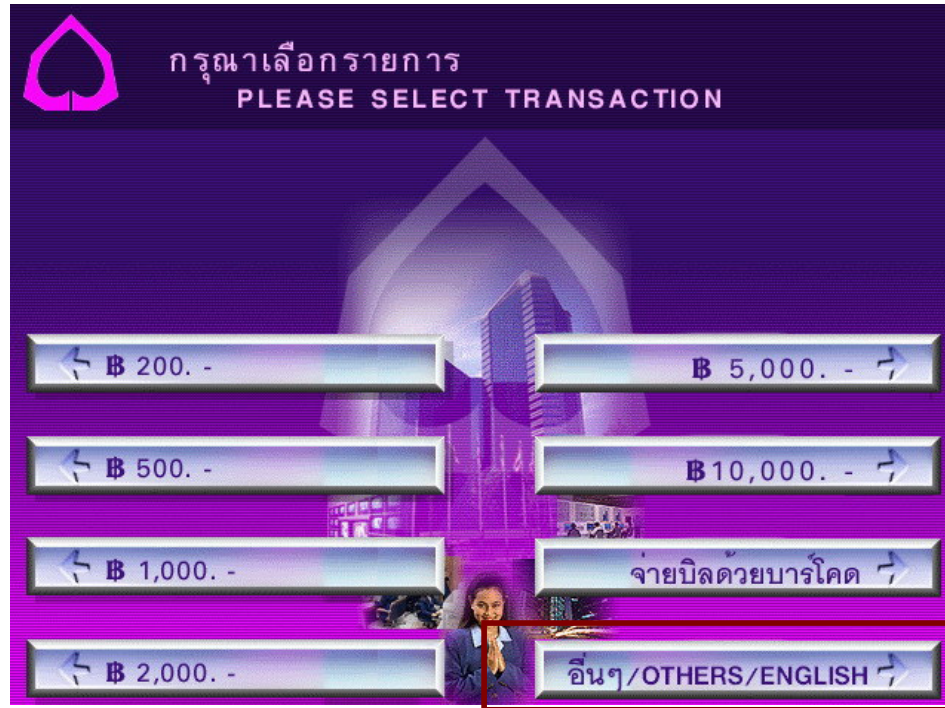 กรุณาเลือกรายการ
PLEASE SELECT TRANSACTION
฿ 200. -
฿ 5,000. -
฿ 500. -
฿10,000. -
฿ 1,000. -
จ่ายบิลด้วยบาร์โคด
฿ 2,000. -
อื่นๆ/OTHERS/ENGLISH